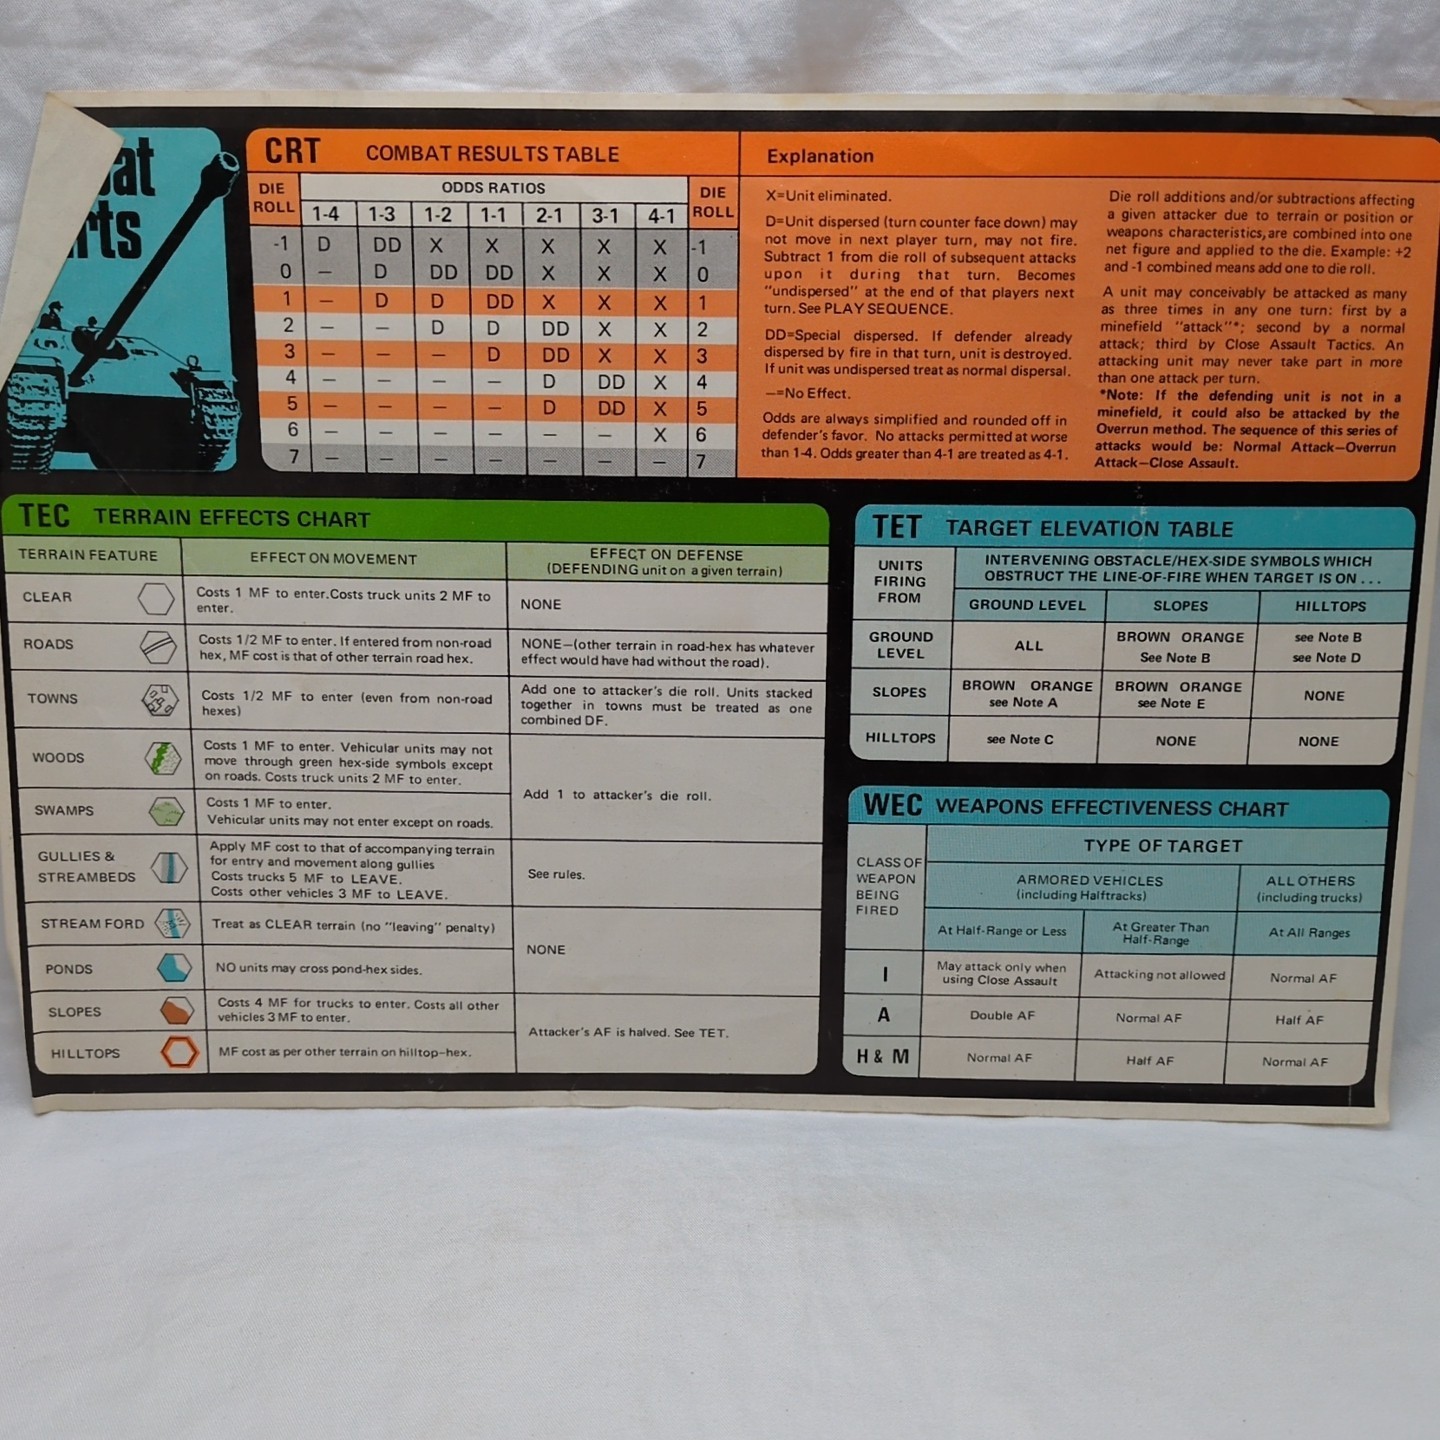 at
rts
CRT COMBAT RESULTS TABLE
DIE ROLL ODDS RATIOS DIE ROLL
1-4 1-3 1-2 1-1 2-1 3-1 4-1
-1 D DD X X X X X -1
0 — D DD DD X X X 0
1 — D D DD X X X 1
2 — — D D DD X X 2
3 — — — D DD X X 3
4 — — — — D DD X 4
5 — — — — D DD X 5
6 — — — — — — X 6
7 — — — — — — — 7
Explanation
X=Unit eliminated.
D=Unit dispersed (turn counter face down) may
not move in next player turn, may not fire.
Subtract 1 from die roll of subsequent attacks
upon it during that turn. Becomes
"undispersed" at the end of that players next
turn. See PLAY SEQUENCE.
DD=Special dispersed. If defender already
dispersed by fire in that turn, unit is destroyed.
If unit was undispersed treat as normal dispersal.
—=No Effect.
Odds are always simplified and rounded off in
defender's favor. No attacks permitted at worse
than 1-4. Odds greater than 4-1 are treated as 4-1.
Die roll additions and/or subtractions affecting
a given attacker due to terrain or position or
weapons characteristics, are combined into one
net figure and applied to the die. Example: +2
and -1 combined means add one to die roll.
A unit may conceivably be attacked as many
as three times in any one turn: first by a
minefield "attack"*; second by a normal
attack; third by Close Assault Tactics. An
attacking unit may never take part in more
than one attack per turn.
*Note: If the defending unit is not in a
minefield, it could also be attacked by the
Overrun method. The sequence of this series of
attacks would be: Normal Attack—Overrun
Attack—Close Assault.
TEC TERRAIN EFFECTS CHART
TERRAIN FEATURE EFFECT ON MOVEMENT EFFECT ON DEFENSE
(DEFENDING unit on a given terrain)
CLEAR
Costs 1 MF to enter.Costs truck units 2 MF to
enter.
NONE
ROADS
Costs 1/2 MF to enter. If entered from non-road
hex, MF cost is that of other terrain road hex.
NONE—(other terrain in road-hex has whatever
effect would have had without the road).
TOWNS
Costs 1/2 MF to enter (even from non-road
hexes)
Add one to attacker's die roll. Units stacked
together in towns must be treated as one
combined DF.
WOODS
Costs 1 MF to enter. Vehicular units may not
move through green hex-side symbols except
on roads. Costs truck units 2 MF to enter.
Add 1 to attacker's die roll.
SWAMPS
Costs 1 MF to enter.
Vehicular units may not enter except on roads.
GULLIES &
STREAMBEDS
Apply MF cost to that of accompanying terrain
for entry and movement along gullies
Costs trucks 5 MF to LEAVE.
Costs other vehicles 3 MF to LEAVE.
See rules.
STREAM FORD
Treat as CLEAR terrain (no "leaving" penalty)
NONE
PONDS
NO units may cross pond-hex sides.
SLOPES
Costs 4 MF for trucks to enter. Costs all other
vehicles 3 MF to enter.
Attacker's AF is halved. See TET.
HILLTOPS
MF cost as per other terrain on hilltop-hex.
TET TARGET ELEVATION TABLE
UNITS
FIRING
FROM
INTERVENING OBSTACLE/HEX-SIDE SYMBOLS WHICH
OBSTRUCT THE LINE-OF-FIRE WHEN TARGET IS ON . . .
GROUND LEVEL SLOPES HILLTOPS
GROUND
LEVEL
ALL
BROWN ORANGE
See Note B
see Note B
see Note D
SLOPES
BROWN ORANGE
see Note A
BROWN ORANGE
see Note E
NONE
HILLTOPS see Note C NONE NONE
WEC WEAPONS EFFECTIVENESS CHART
CLASS OF
WEAPON
BEING
FIRED
TYPE OF TARGET
ARMORED VEHICLES
(including Halftracks)
ALL OTHERS
(including trucks)
At Half-Range or Less
At Greater Than
Half-Range
At All Ranges
I
May attack only when
using Close Assault
Attacking not allowed
Normal AF
A Double AF Normal AF Half AF
H & M Normal AF Half AF Normal AF